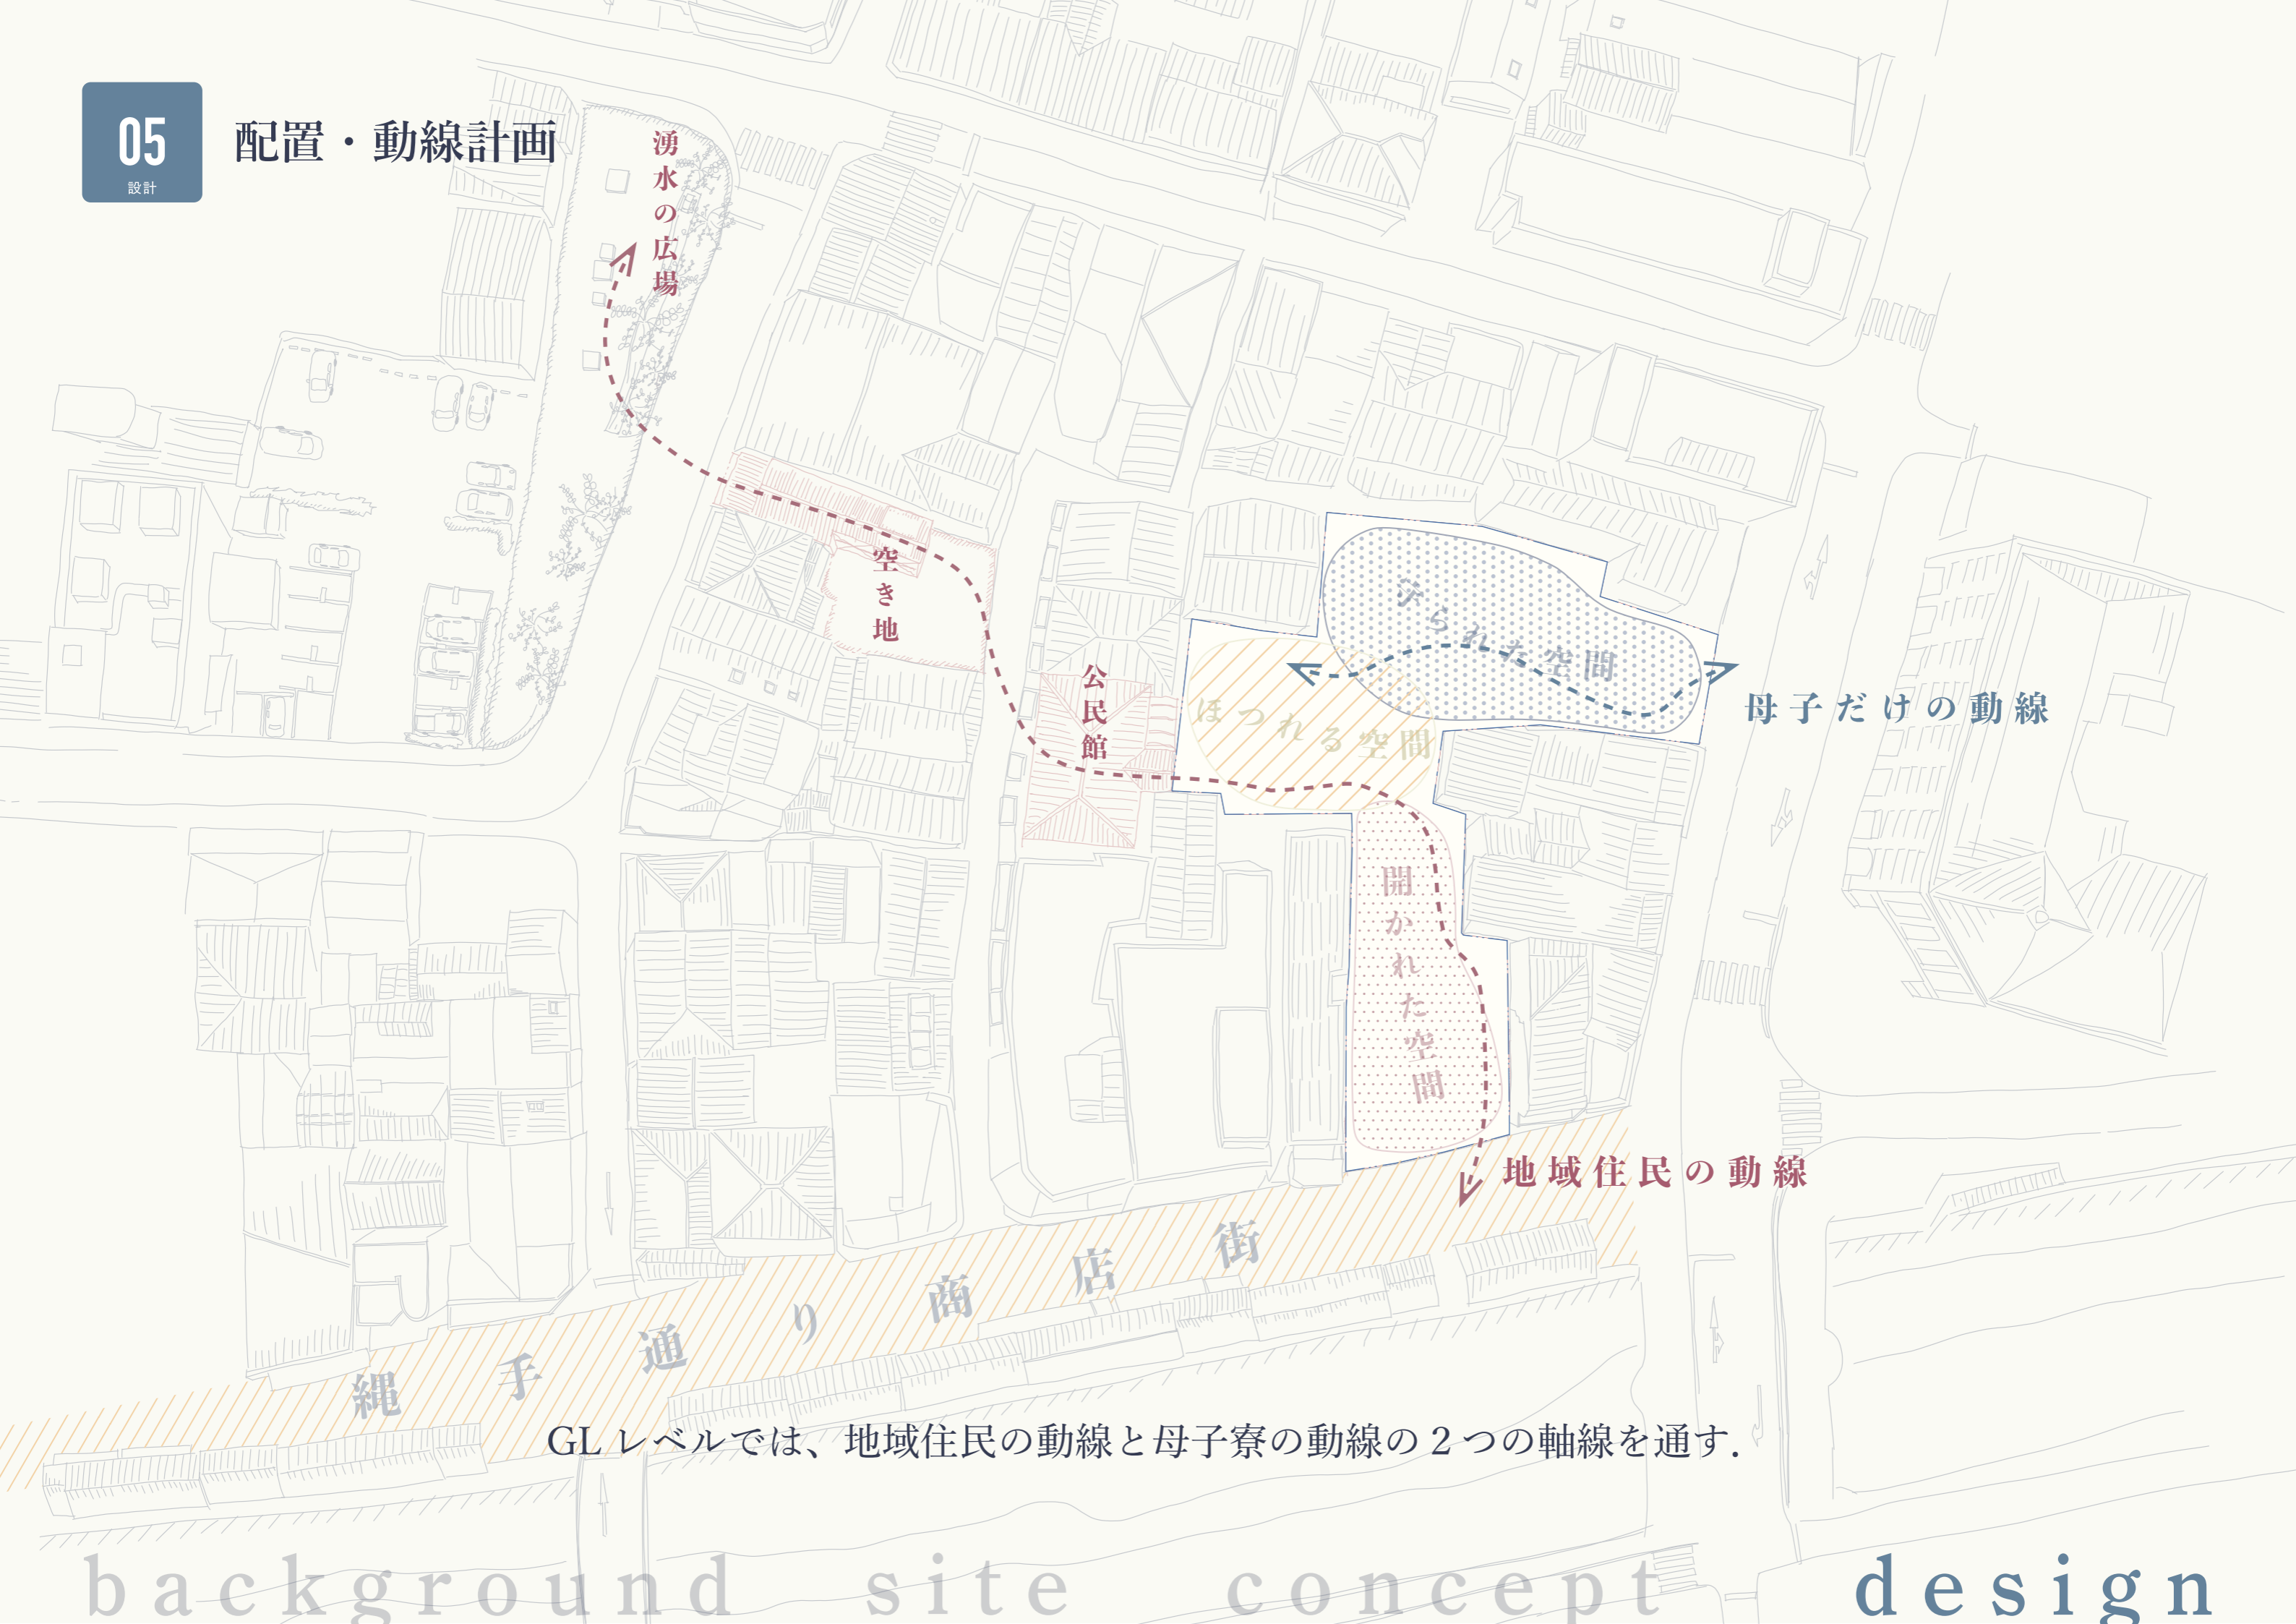 05
設計
配置・動線計画
湧水の広場
空き地
公民館
られた空間
ほつれる空間
母子だけの動線
開かれた空間
地域住民の動線
縄手通り商店街
GLレベルでは、地域住民の動線と母子寮の動線の２つの軸線を通す.
background site concept design